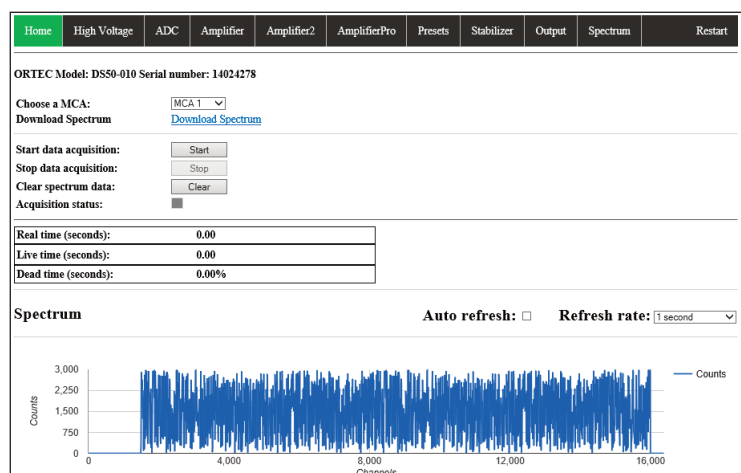 Home High Voltage ADC Amplifier Amplifier2 AmplifierPro Presets Stabilizer Output Spectrum Restart
ORTEC Model: DS50-010 Serial number: 14024278
Choose a MCA: MCA 1
Download Spectrum Download Spectrum
Start data acquisition: Start
Stop data acquisition: Stop
Clear spectrum data: Clear
Acquisition status:
Real time (seconds): 0.00
Live time (seconds): 0.00
Dead time (seconds): 0.00%
Spectrum Auto refresh: Refresh rate: 1 second
3,000
Counts
2,250
1,500
750
0
Counts
0 4,000 8,000 12,000 16,000
Channels